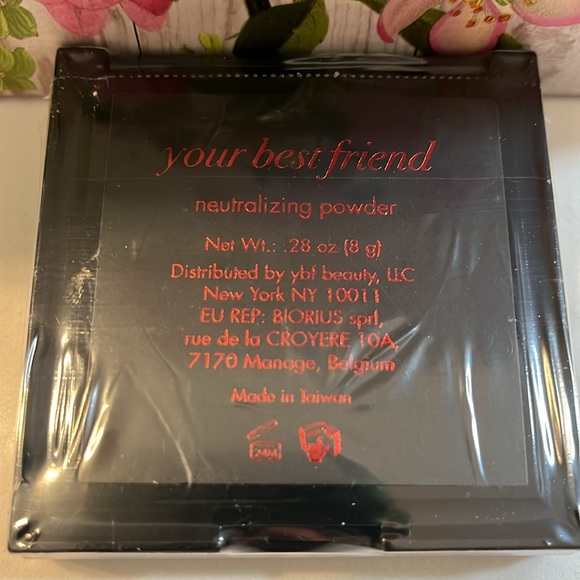 your best friend
neutralizing powder
Net Wt.: .28 oz (8 g)
Distributed by ybf beauty, LLC
New York NY 10011
EU REP: BIORIUS sprl,
rue de la CROYERE 10A,
7170 Manage, Belgium
Made in Taiwan
24M